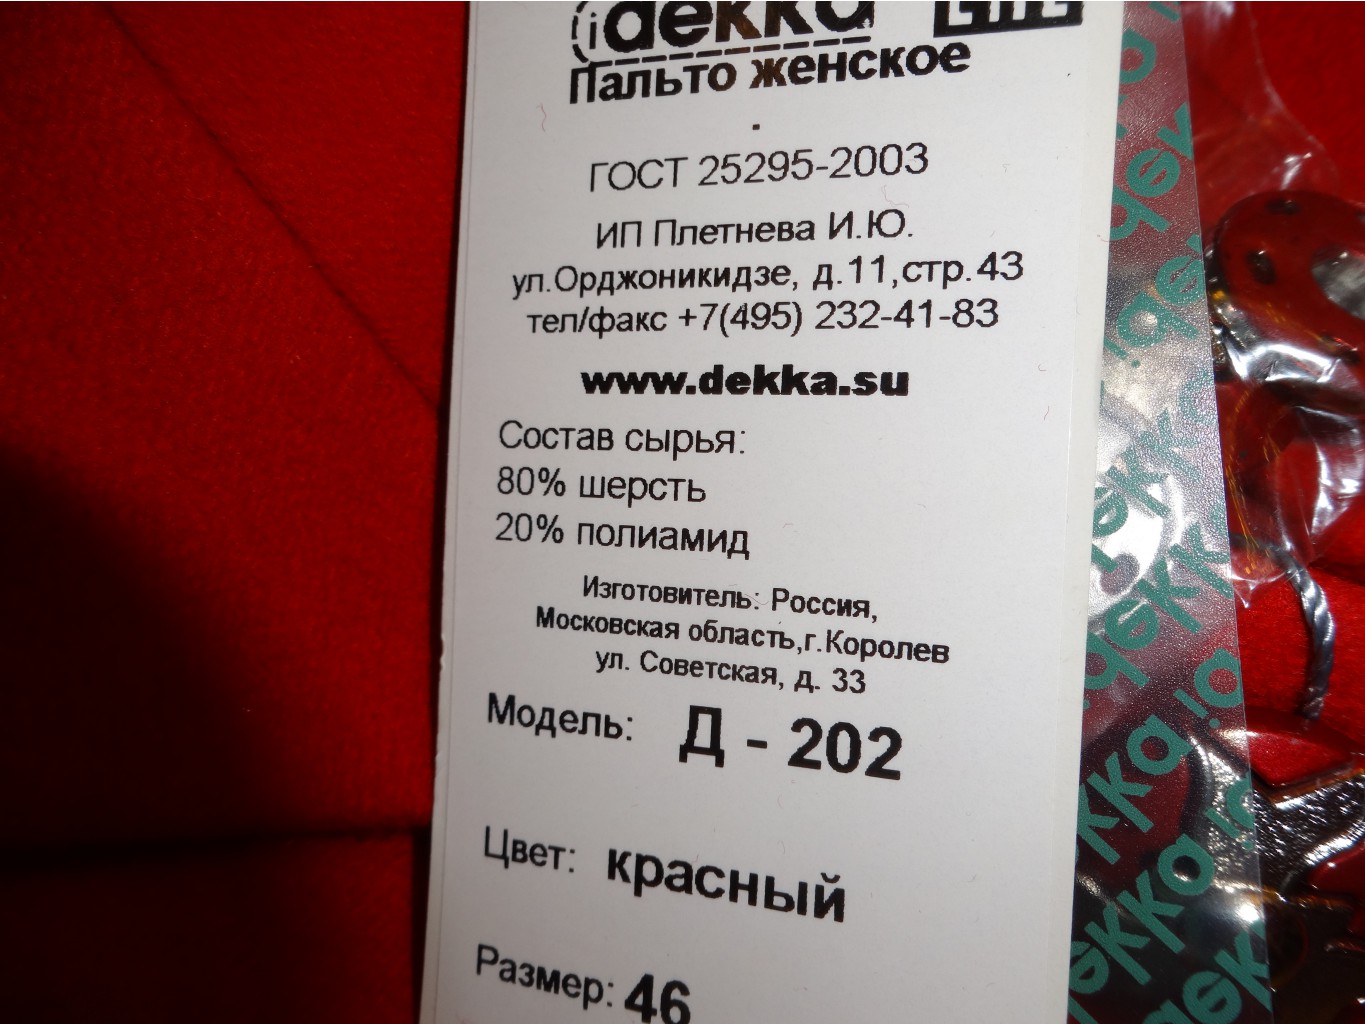 dekka
Пальто женское
.
ГОСТ 25295-2003
ИП Плетнева И.Ю.
ул.Орджоникидзе, д.11,стр.43
тел/факс +7(495) 232-41-83
www.dekka.su
Состав сырья:
80% шерсть
20% полиамид
Изготовитель: Россия,
Московская область,г.Королев
ул. Советская, д. 33
Модель: Д - 202
Цвет: красный
Размер: 46